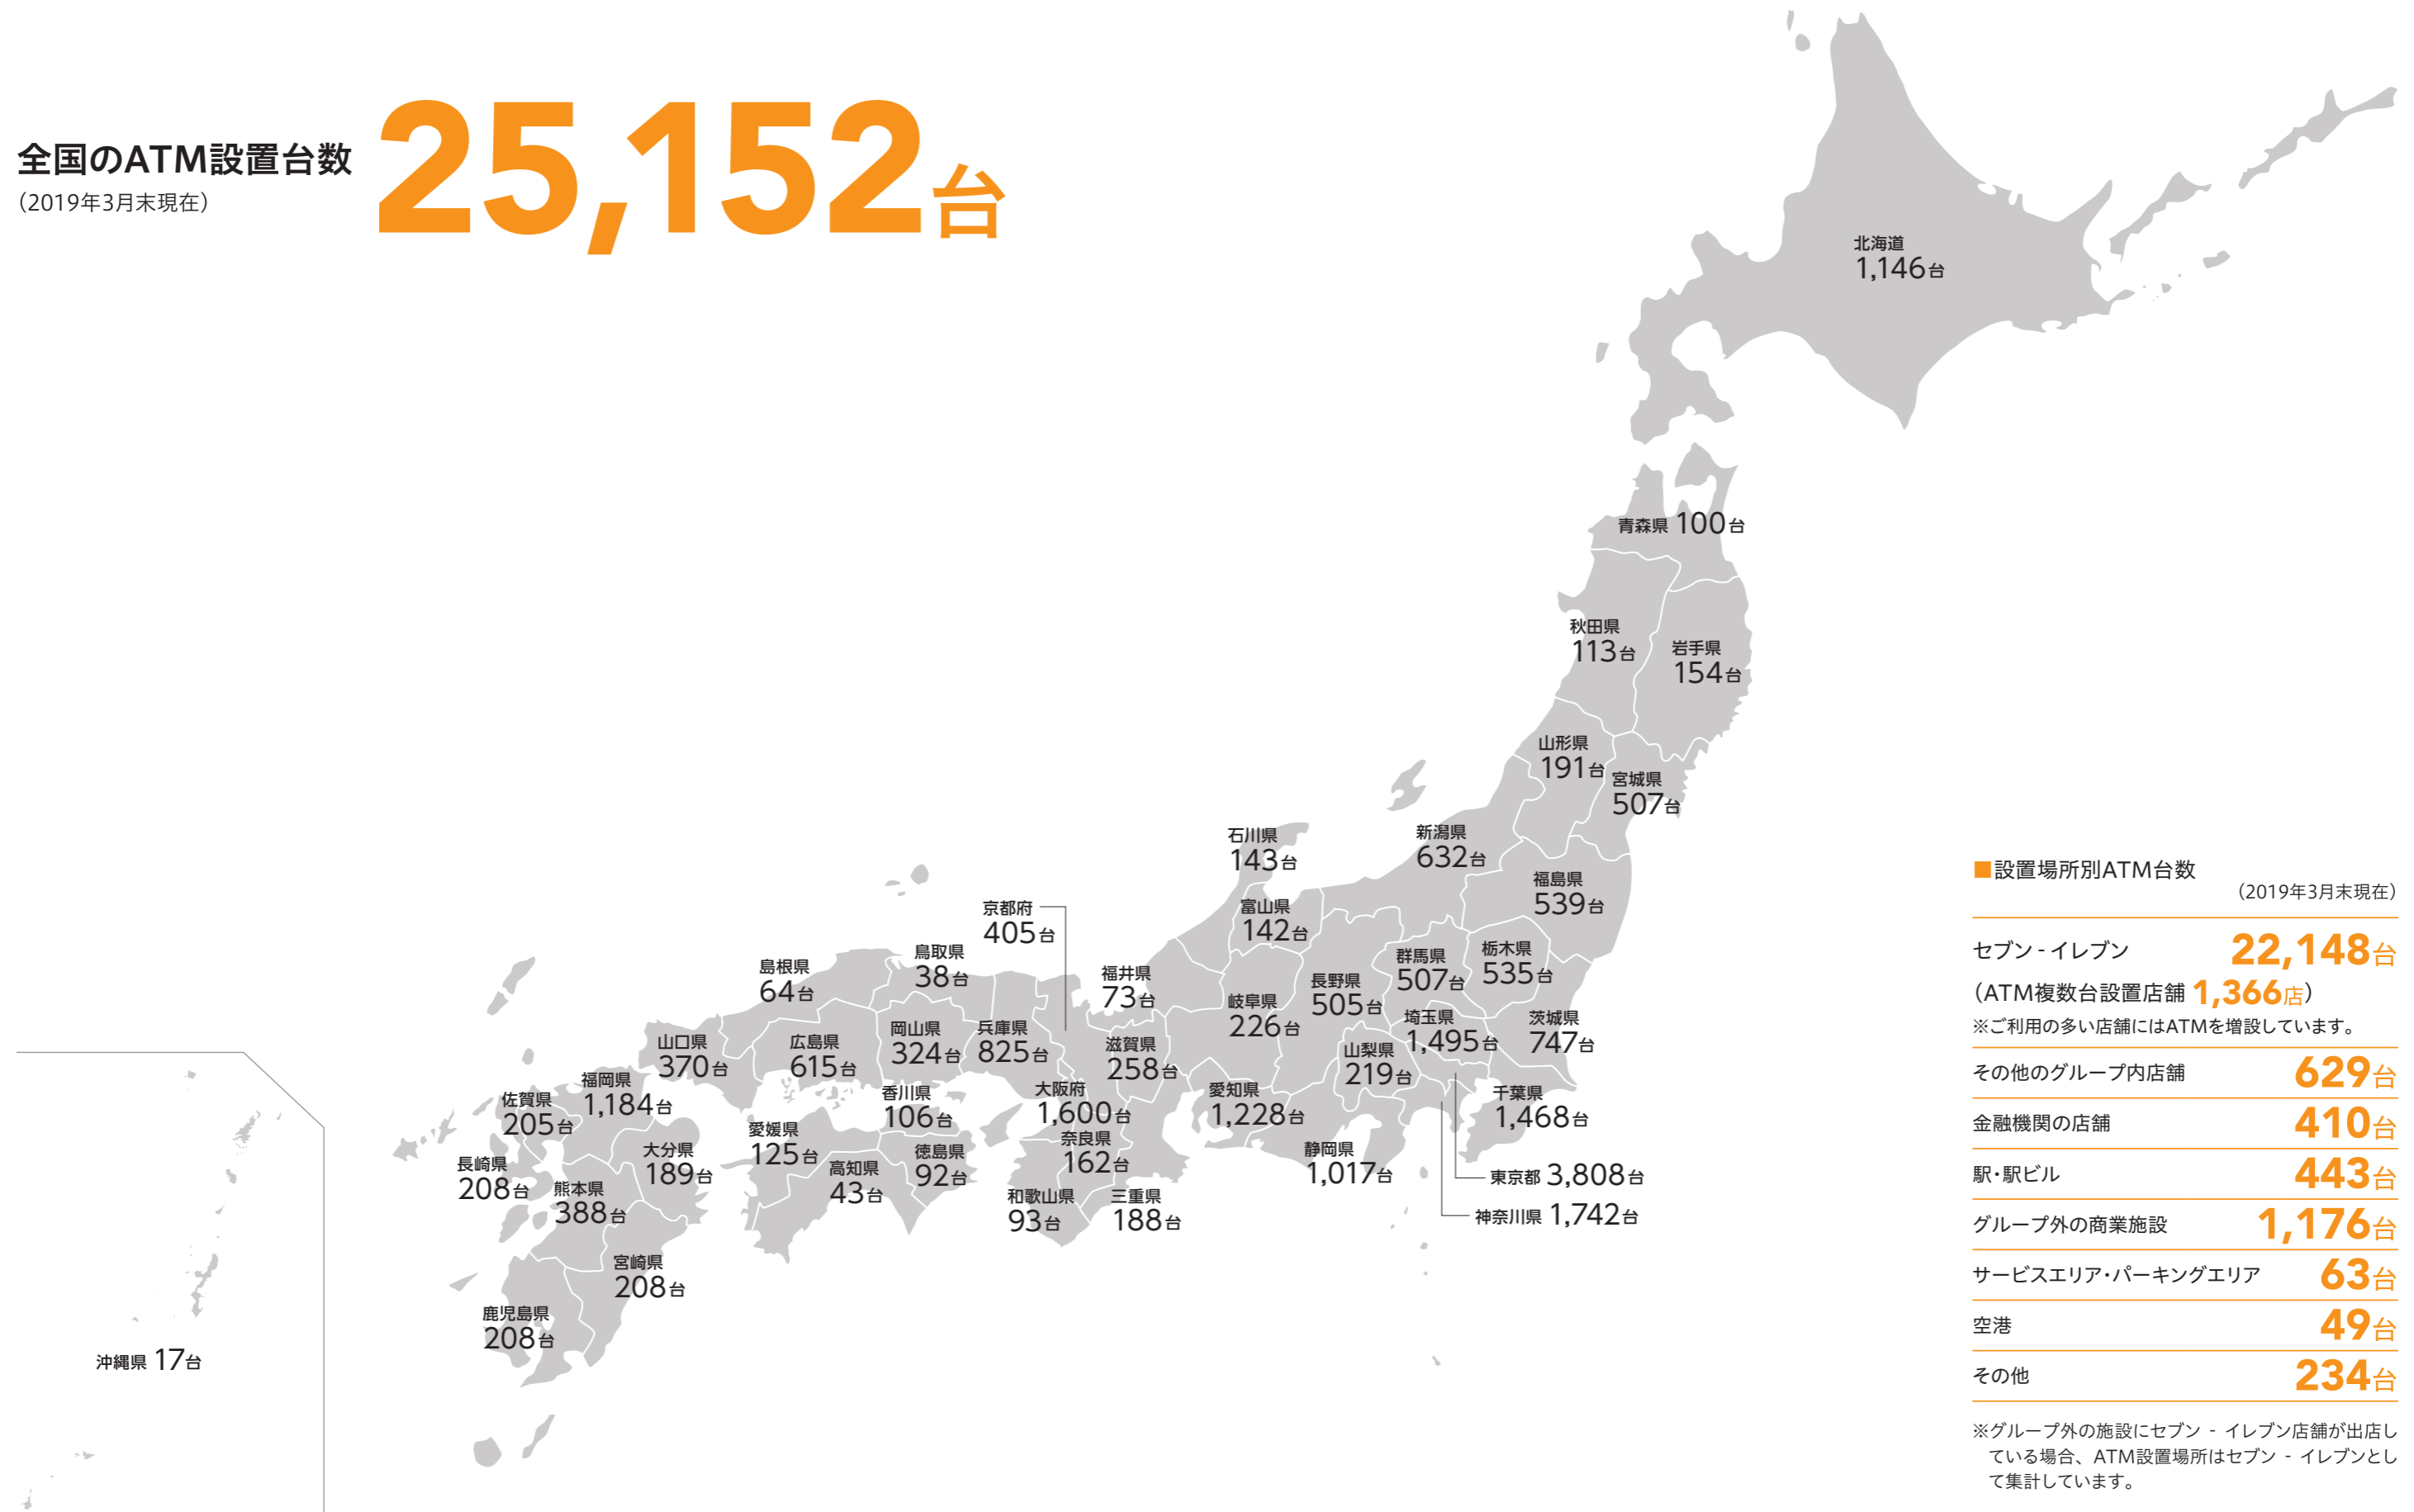 全国のATM設置台数
（2019年3月末現在）
25,152台
北海道
1,146台
青森県 100台
秋田県
113台
岩手県
154台
山形県
191台
宮城県
507台
石川県
143台
新潟県
632台
福島県
539台
富山県
142台
京都府
405台
鳥取県
38台
島根県
64台
福井県
73台
岐阜県
226台
長野県
505台
群馬県
507台
栃木県
535台
山口県
370台
広島県
615台
岡山県
324台
兵庫県
825台
滋賀県
258台
山梨県
219台
埼玉県
1,495台
茨城県
747台
福岡県
1,184台
佐賀県
205台
香川県
106台
大阪府
1,600台
愛知県
1,228台
千葉県
1,468台
愛媛県
125台
大分県
189台
長崎県
208台
熊本県
388台
高知県
43台
徳島県
92台
奈良県
162台
和歌山県
93台
三重県
188台
静岡県
1,017台
東京都 3,808台
神奈川県 1,742台
宮崎県
208台
鹿児島県
208台
沖縄県 17台
■設置場所別ATM台数
（2019年3月末現在）
セブン‐イレブン 22,148台
（ATM複数台設置店舗 1,366店）
※ご利用の多い店舗にはATMを増設しています。
その他のグループ内店舗 629台
金融機関の店舗 410台
駅・駅ビル 443台
グループ外の商業施設 1,176台
サービスエリア・パーキングエリア 63台
空港 49台
その他 234台
※グループ外の施設にセブン‐イレブン店舗が出店し
ている場合、ATM設置場所はセブン‐イレブンとし
て集計しています。